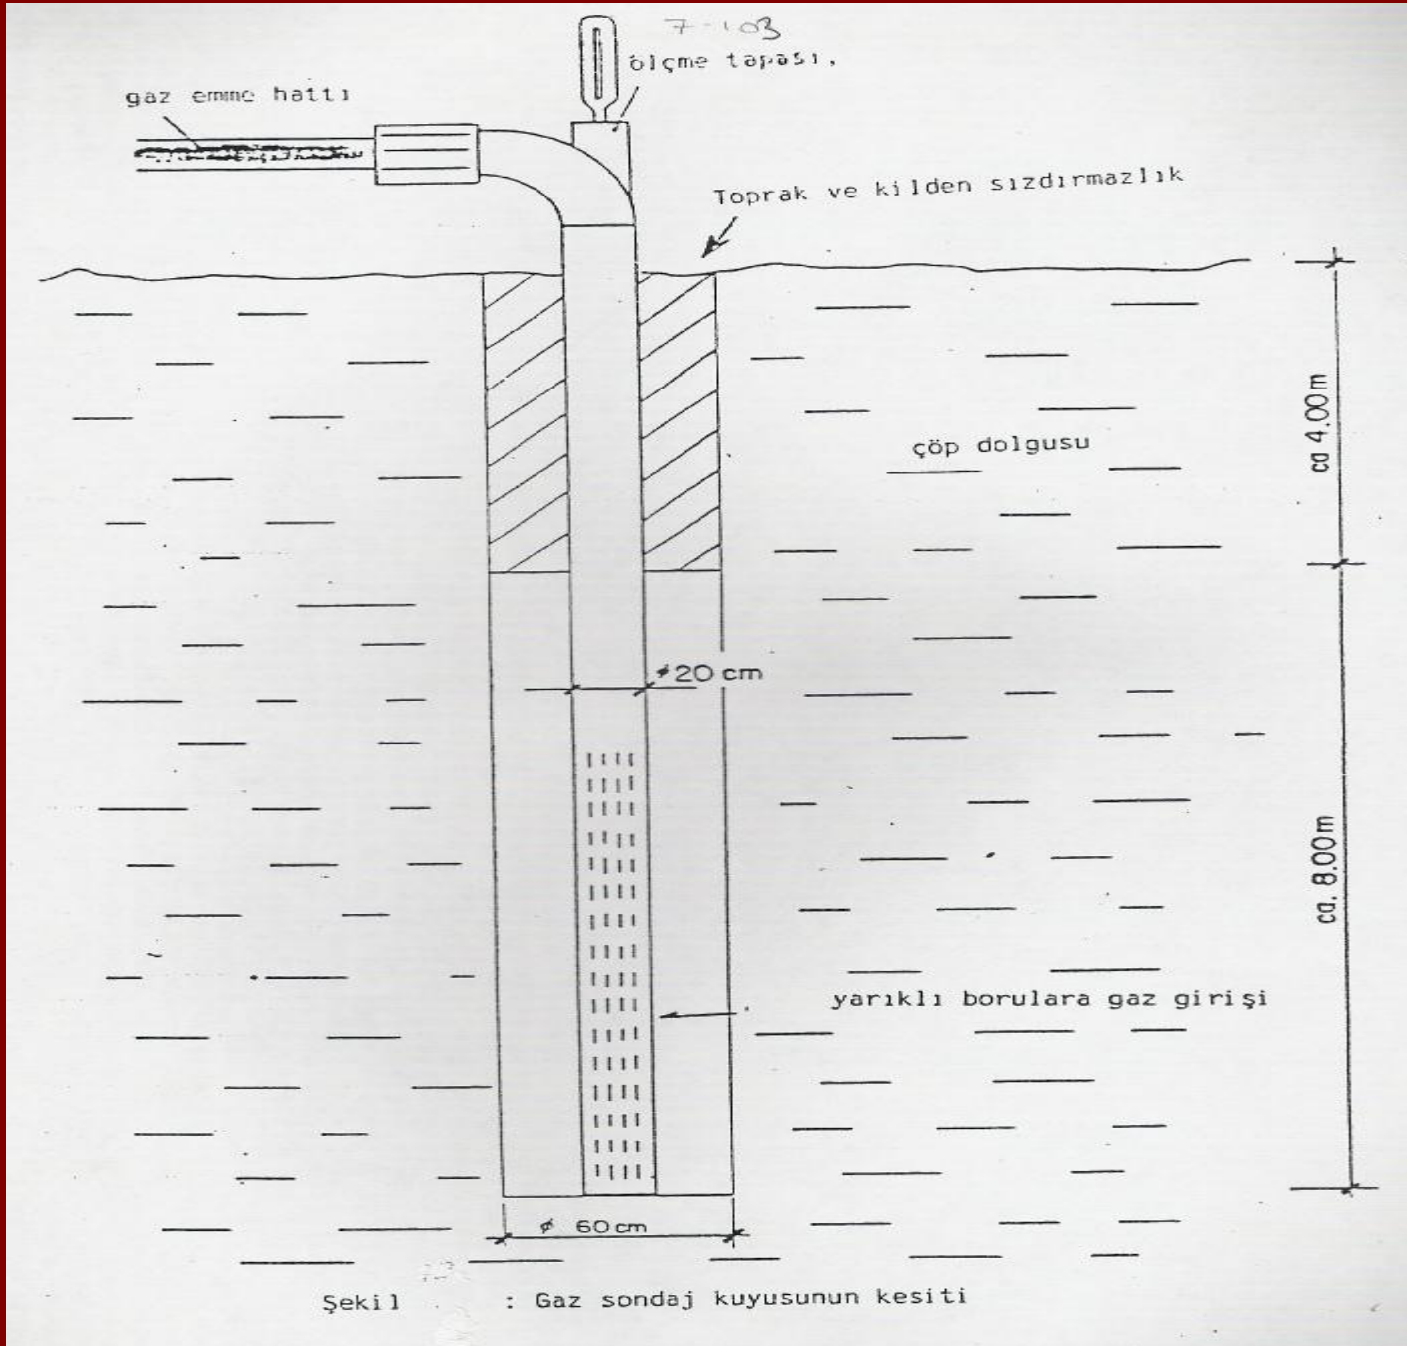 7-103
ölçme tapası,
gaz emme hattı
Toprak ve kilden sızdırmazlık
çöp dolgusu
ca 4.00m
ø20 cm
ca. 8.00m
yarıklı borulara gaz girişi
ø 60cm
Şekil : Gaz sondaj kuyusunun kesiti